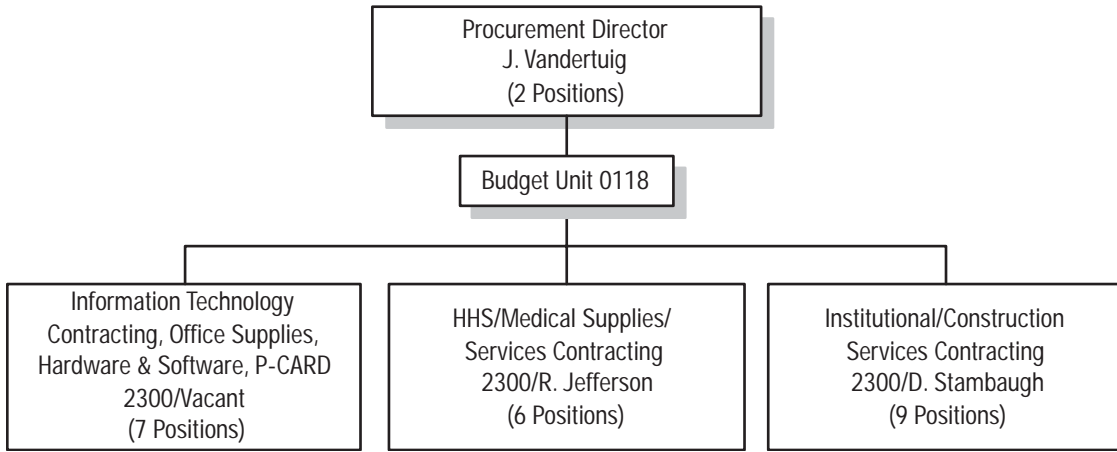 Procurement Director
J. Vandertuig
(2 Positions)
Budget Unit 0118
Information Technology
Contracting, Office Supplies,
Hardware & Software, P-CARD
2300/Vacant
(7 Positions)
HHS/Medical Supplies/
Services Contracting
2300/R. Jefferson
(6 Positions)
Institutional/Construction
Services Contracting
2300/D. Stambaugh
(9 Positions)